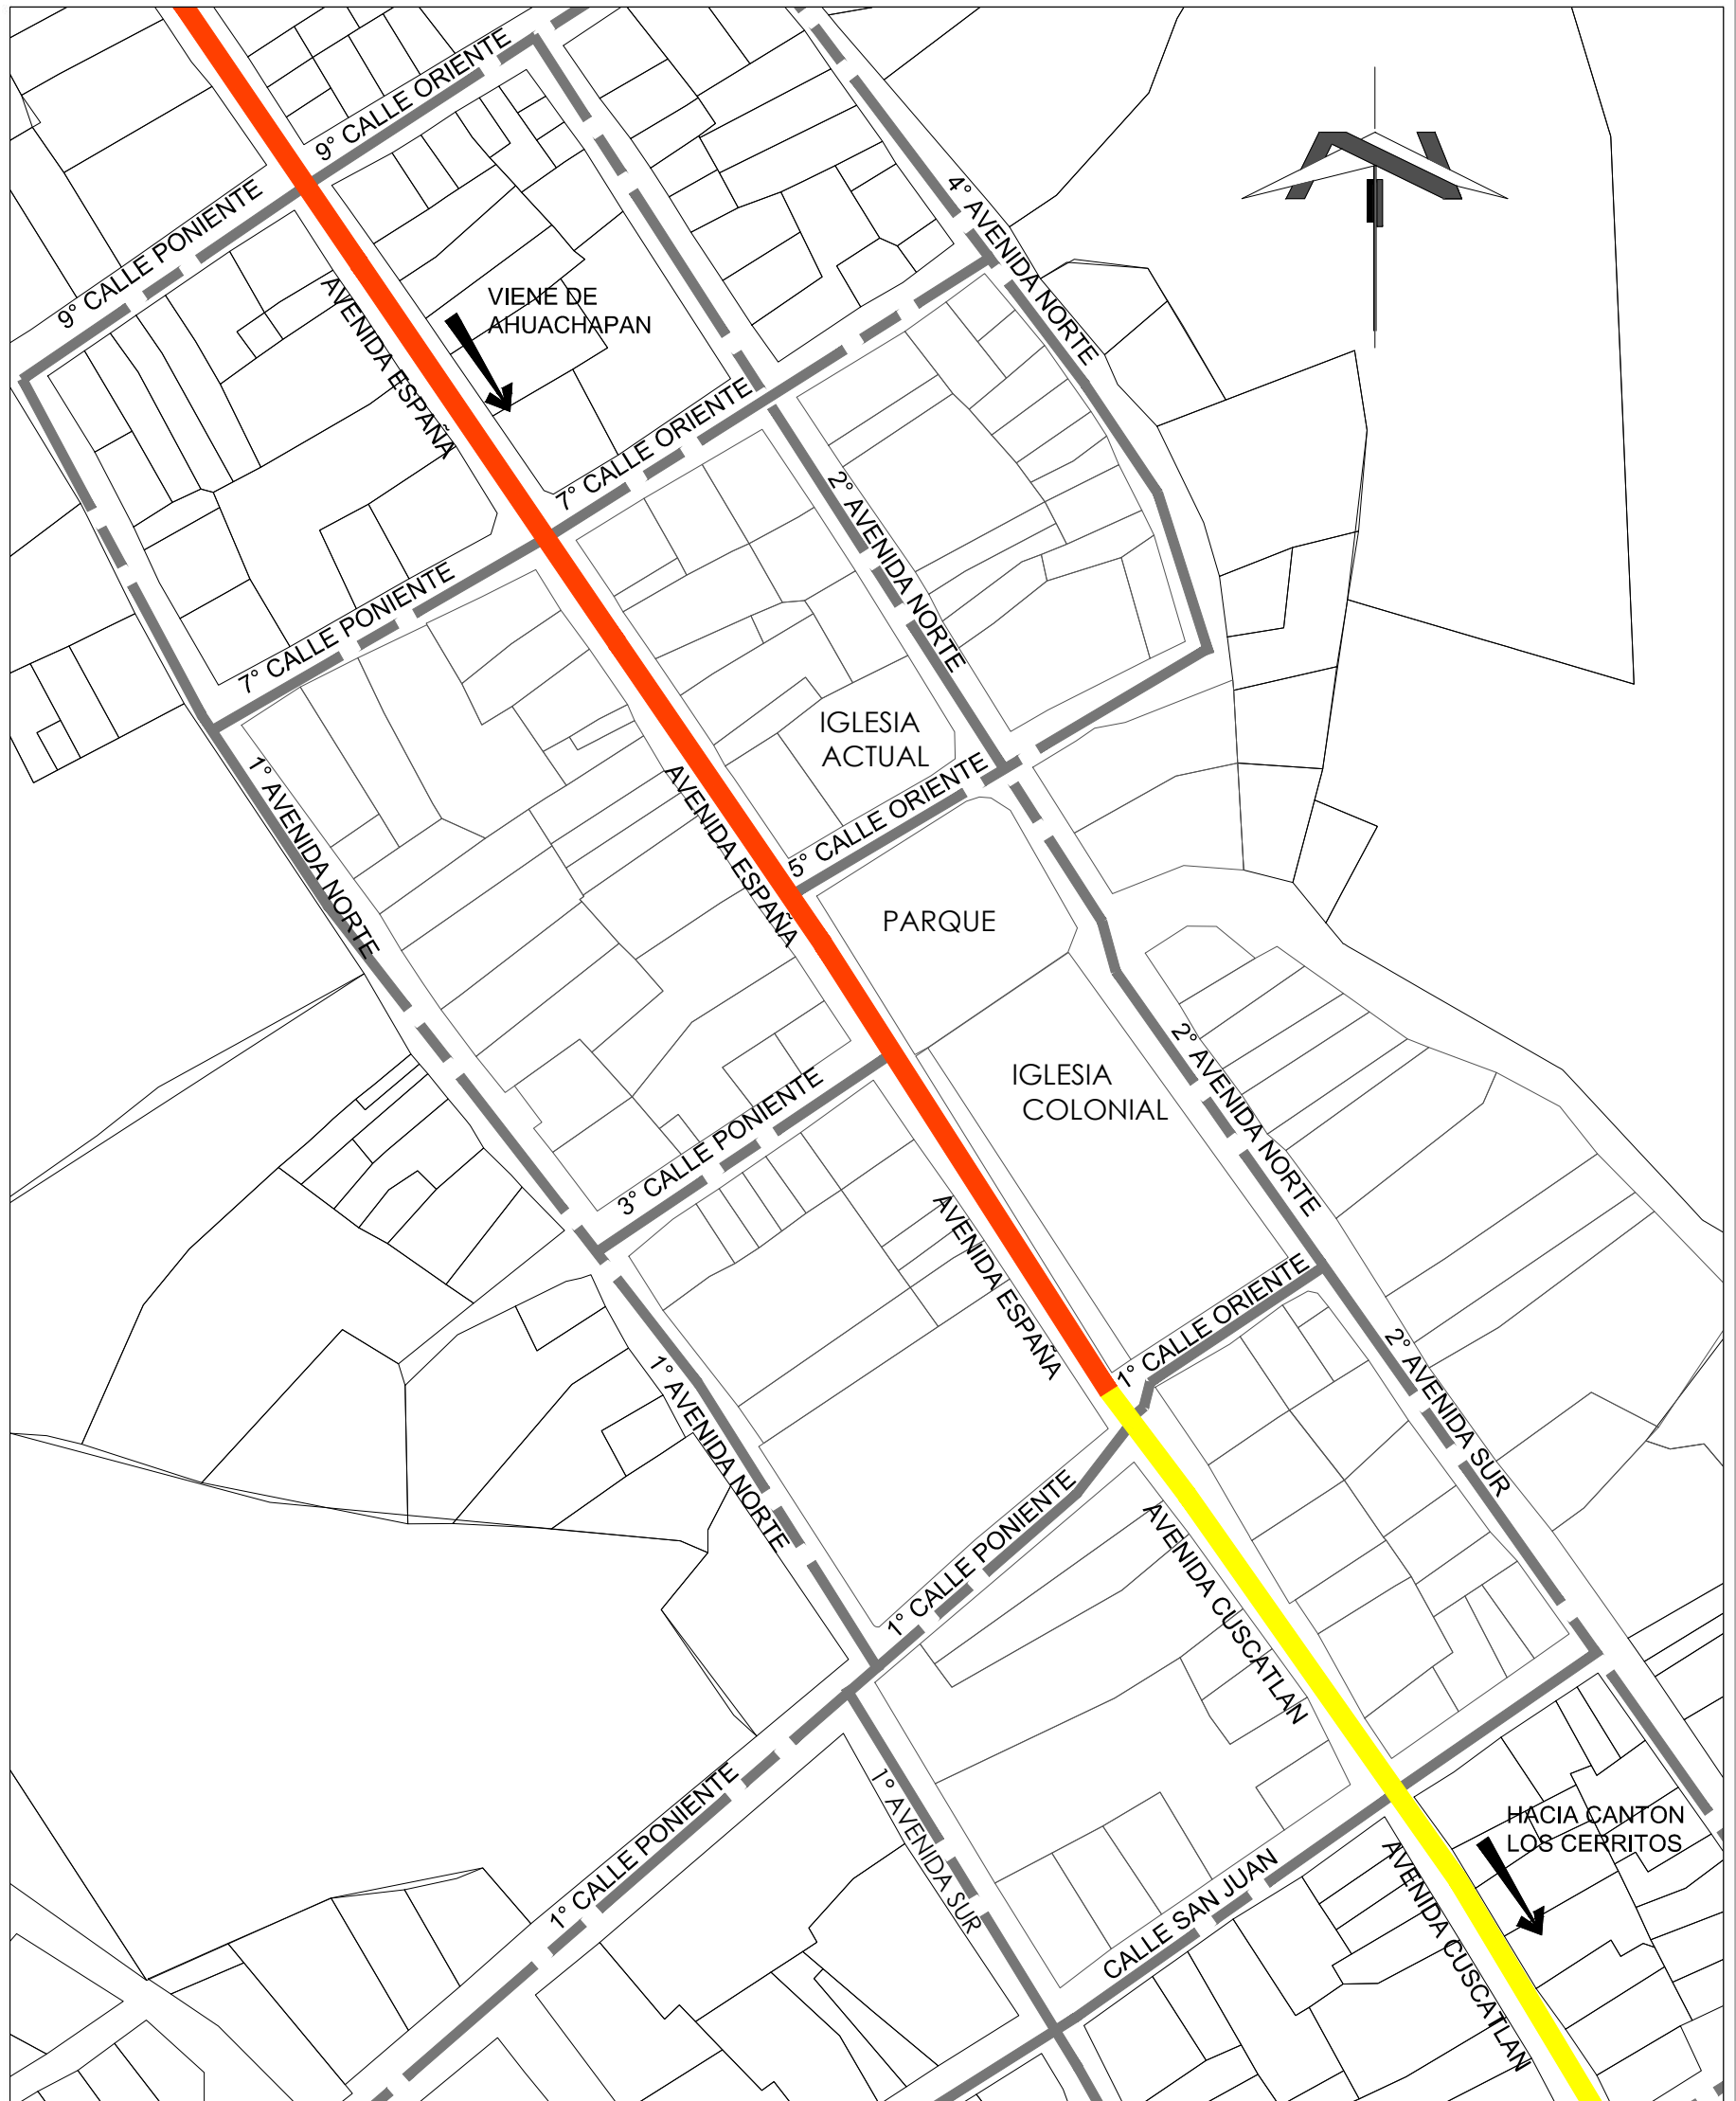 9° CALLE ORIENTE
9° CALLE PONIENTE
4° AVENIDA NORTE
VIENE DE
AHUACHAPAN
AVENIDA ESPAÑA
7° CALLE ORIENTE
2° AVENIDA NORTE
7° CALLE PONIENTE
IGLESIA
ACTUAL
5° CALLE ORIENTE
1° AVENIDA NORTE
AVENIDA ESPAÑA
PARQUE
IGLESIA
COLONIAL
2° AVENIDA NORTE
3° CALLE PONIENTE
AVENIDA ESPAÑA
1° CALLE ORIENTE
1° AVENIDA NORTE
2° AVENIDA SUR
1° CALLE PONIENTE
AVENIDA CUSCATLAN
1° CALLE PONIENTE
1° AVENIDA SUR
HACIA CANTON
LOS CERRITOS
CALLE SAN JUAN
AVENIDA CUSCATLAN